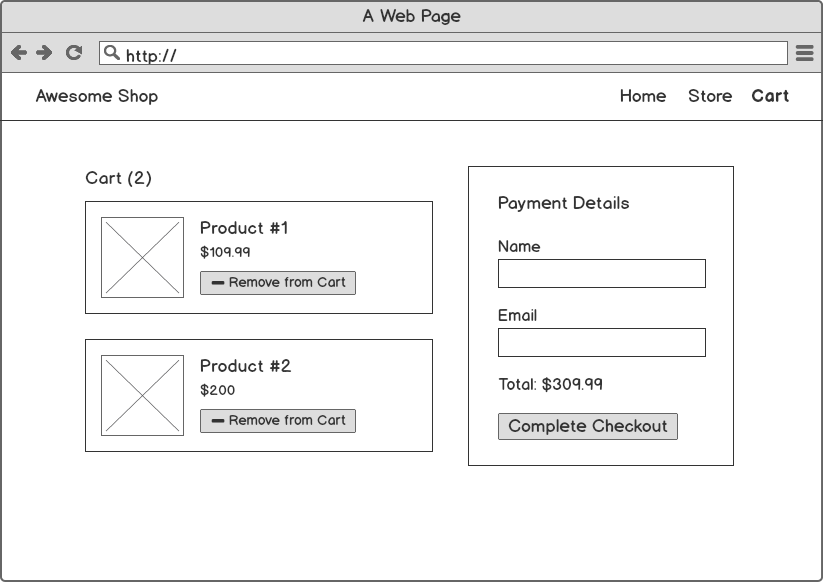 A Web Page
http://
Awesome Shop
Home Store Cart
Cart (2)
Product #1
$109.99
Remove from Cart
Product #2
$200
Remove from Cart
Payment Details
Name
Email
Total: $309.99
Complete Checkout